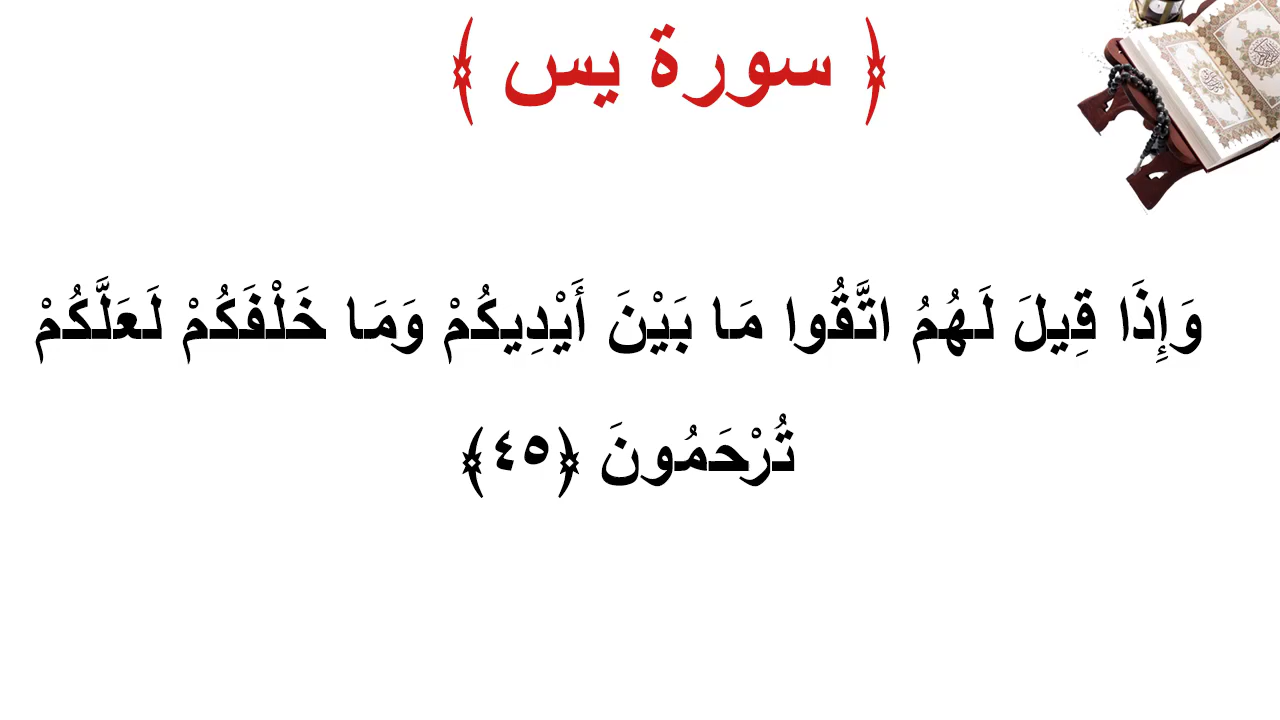 ﴿ سورة يس ﴾
وَإِذَا قِيلَ لَهُمُ اتَّقُوا مَا بَيْنَ أَيْدِيكُمْ وَمَا خَلْفَكُمْ لَعَلَّكُمْ
تُرْحَمُونَ ﴿٤٥﴾